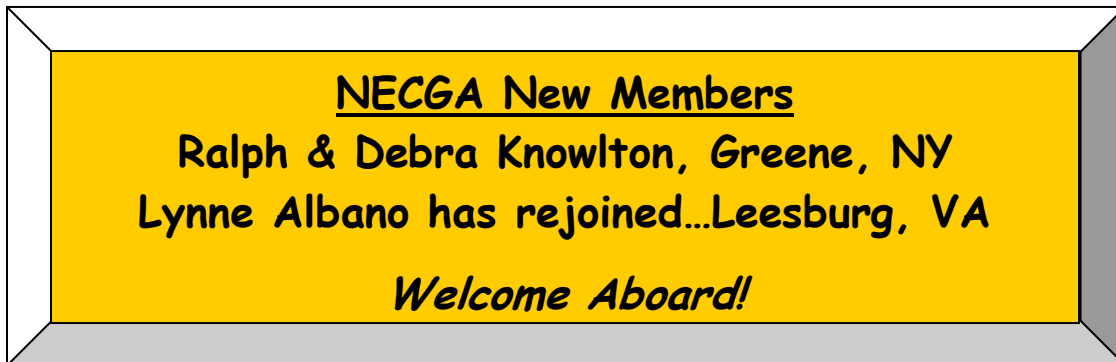 NECGA New Members
Ralph & Debra Knowlton, Greene, NY
Lynne Albano has rejoined…Leesburg, VA
Welcome Aboard!